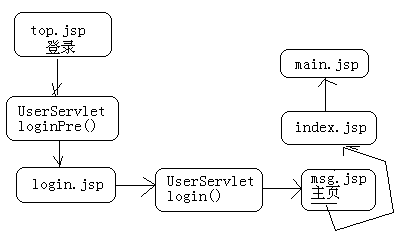 top.jsp
登录
UserServlet
loginPre()
login.jsp
UserServlet
login()
msg.jsp
主页
index.jsp
main.jsp